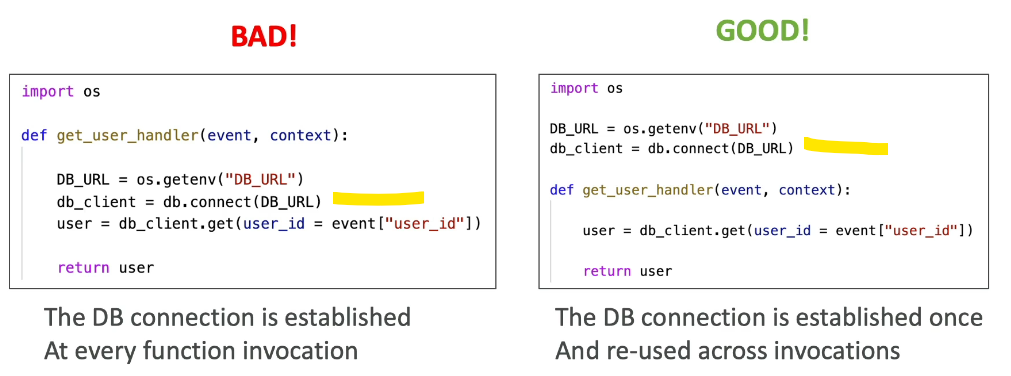 BAD!
import os
def get_user_handler(event, context):
DB_URL = os.getenv("DB_URL")
db_client = db.connect(DB_URL)
user = db_client.get(user_id = event["user_id"])
return user
The DB connection is established
At every function invocation
GOOD!
import os
DB_URL = os.getenv("DB_URL")
db_client = db.connect(DB_URL)
def get_user_handler(event, context):
user = db_client.get(user_id = event["user_id"])
return user
The DB connection is established once
And re-used across invocations